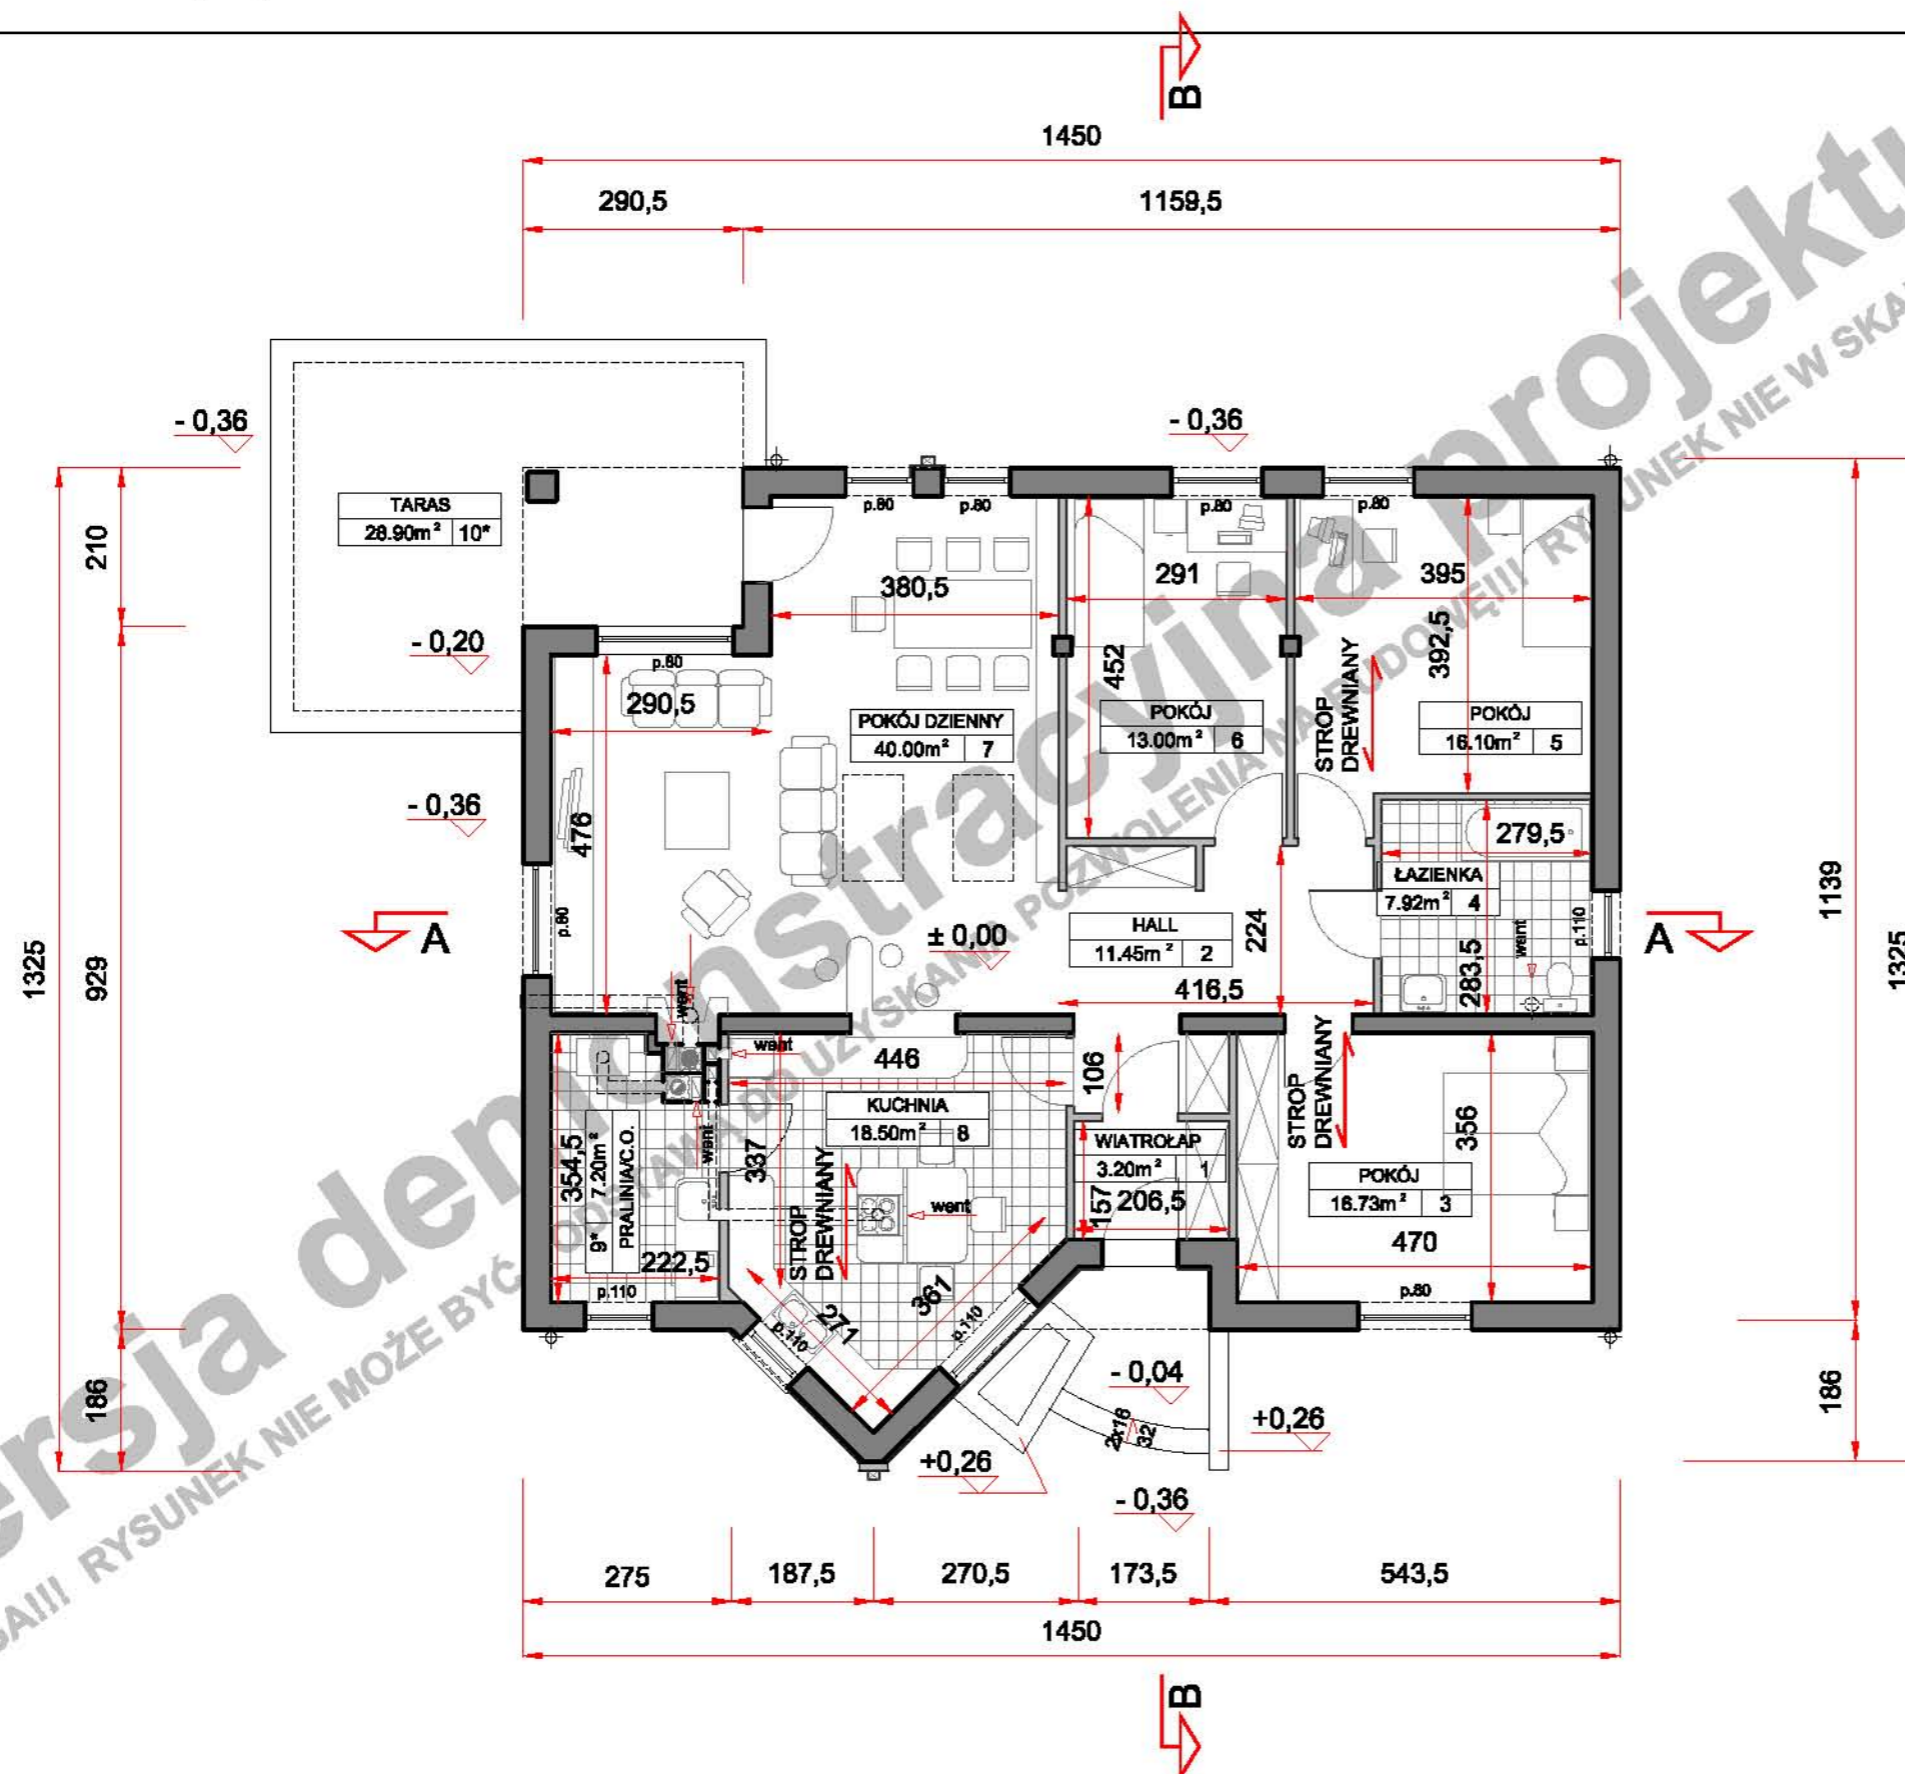 B
1450
290,5
1159,5
- 0,36
- 0,36
TARAS
28.90m² 10*
p.80
p.80
p.80
p.80
210
380,5
291
395
- 0,20
p.80
290,5
452
392,5
STROP
DREWNIANY
POKÓJ DZIENNY
40.00m² 7
POKÓJ
13.00m² 6
POKÓJ
16.10m² 5
- 0,36
476
279,5
ŁAZIENKA
7.92m² 4
1139
1325
929
A
p.80
± 0,00
HALL
11.45m² 2
224
went
p.110
A
1325
283,5
416,5
went
went
446
106
STROP
DREWNIANY
KUCHNIA
18.50m² 8
356
354,5
9*
7.20m²
PRALINIA/C.O.
went
337
STROP
DREWNIANY
WIATROŁAP
3.20m² 1
157
206,5
POKÓJ
16.73m² 3
went
470
222,5
p.110
p.80
361
271
p.110
p.110
186
- 0,04
2x16
32
+0,26
186
+0,26
- 0,36
275
187,5
270,5
173,5
543,5
1450
B
ersja demonstracyjna projektu
RYSUNEK NIE MOŻE BYĆ PODSTAWĄ DO UZYSKANIA POZWOLENIA NA BUDOWĘ!!! RYSUNEK NIE W SKA